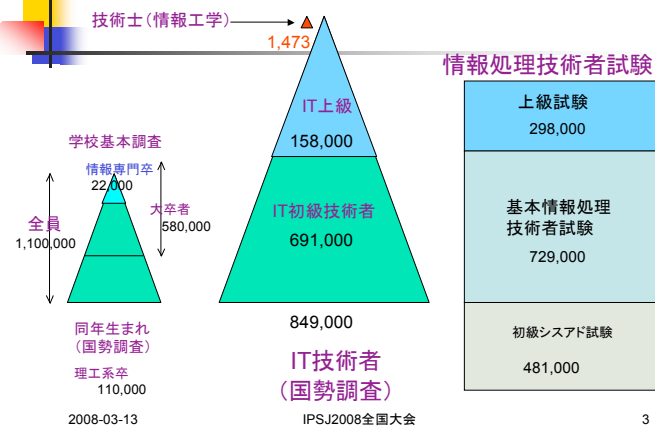 技術士(情報工学)
1,473
情報処理技術者試験
学校基本調査
情報専門卒
22,000
全員
1,100,000
大卒者
580,000
同年生まれ
(国勢調査)
理工系卒
110,000
IT上級
158,000
IT初級技術者
691,000
849,000
IT技術者
(国勢調査)
上級試験
298,000
基本情報処理
技術者試験
729,000
初級シスアド試験
481,000
2008-03-13
IPSJ2008全国大会
3